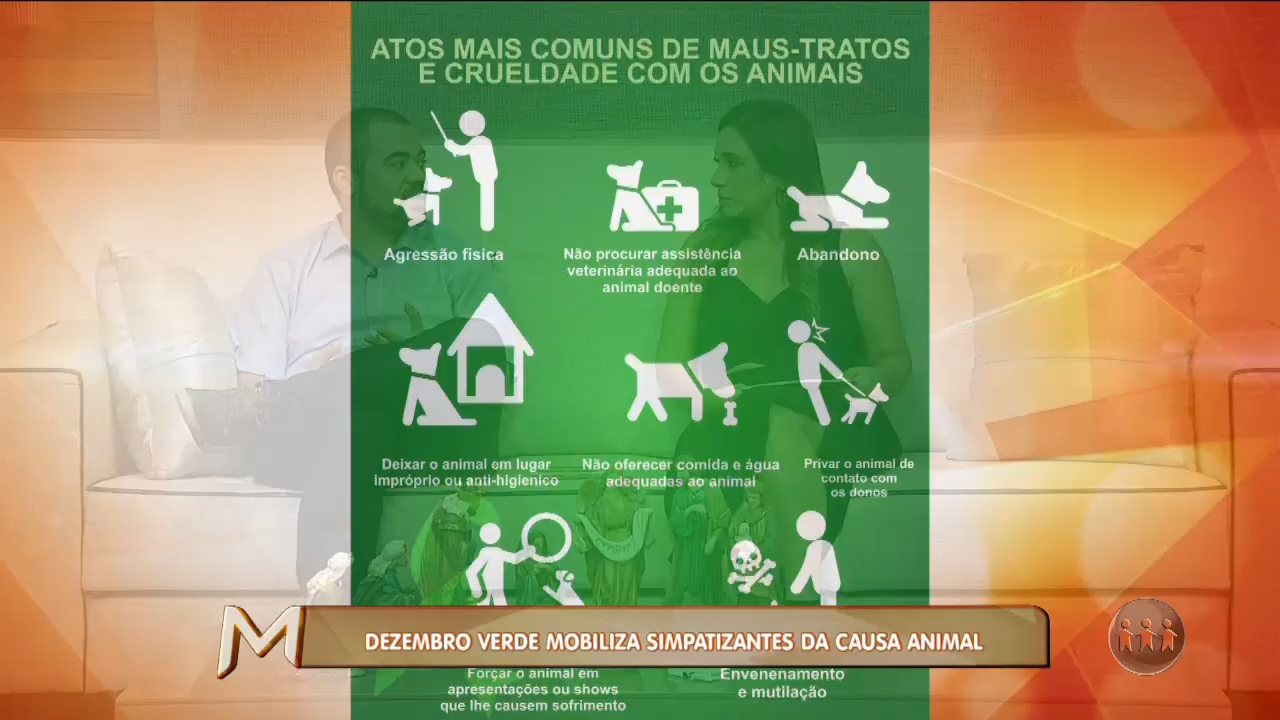 ATOS MAIS COMUNS DE MAUS-TRATOS
E CRUELDADE COM OS ANIMAIS
Agressão física
Não procurar assistência
veterinária adequada ao
animal doente
Abandono
Deixar o animal em lugar
impróprio ou anti-higienico
Não oferecer comida e água
adequadas ao animal
Privar o animal de
contato com
os donos
M
DEZEMBRO VERDE MOBILIZA SIMPATIZANTES DA CAUSA ANIMAL
Forçar o animal em
apresentações ou shows
que lhe causem sofrimento
Envenenamento
e mutilação